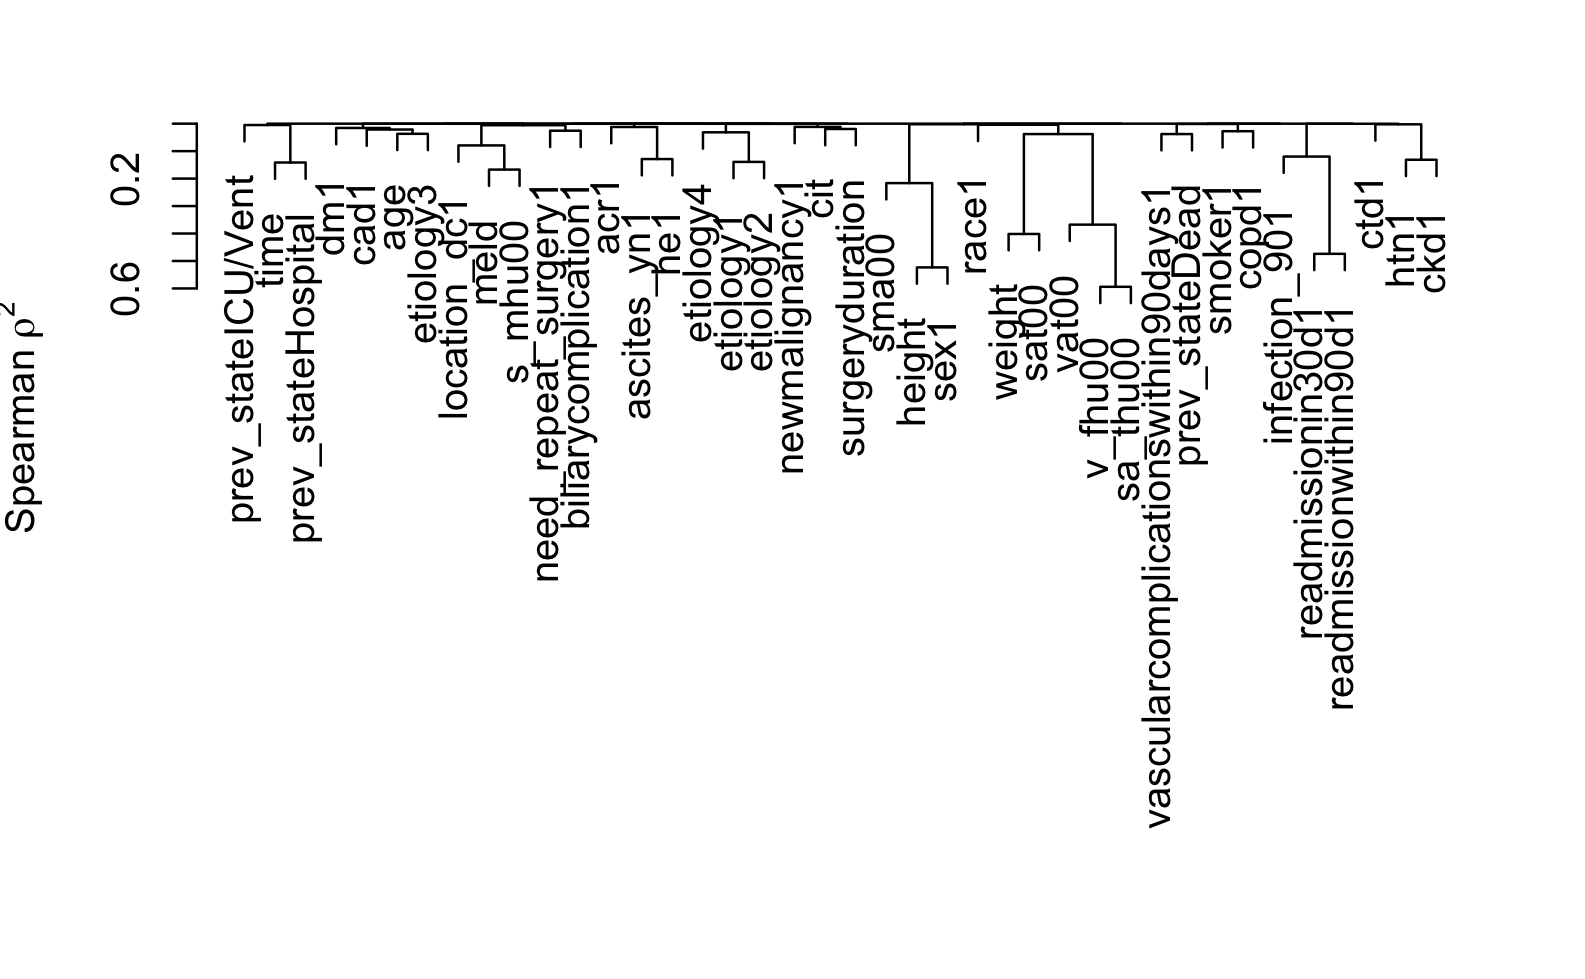 Spearman ρ2
0.2
0.6
prev_stateICU/Vent
time
prev_stateHospital
dm1
cad1
age
etiology3
location_dc1
meld
s_mhu00
need_repeat_surgery1
biliarycomplication1
acr1
ascites_yn1
he1
etiology4
etiology1
etiology2
newmalignancy1
cit
surgeryduration
sma00
height
sex1
race1
weight
sat00
vat00
v_fhu00
sa_thu00
vascularcomplicationswithin90days1
prev_stateDead
smoker1
copd1
infection_901
readmissionin30d1
readmissionwithin90d1
ctd1
htn1
ckd1